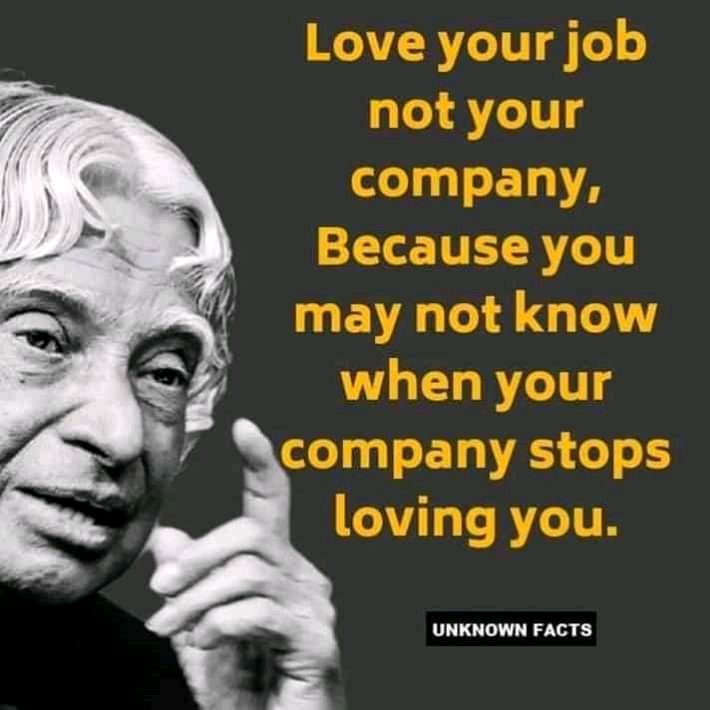 Love your job
not your
company,
Because you
may not know
when your
company stops
loving you.
UNKNOWN FACTS